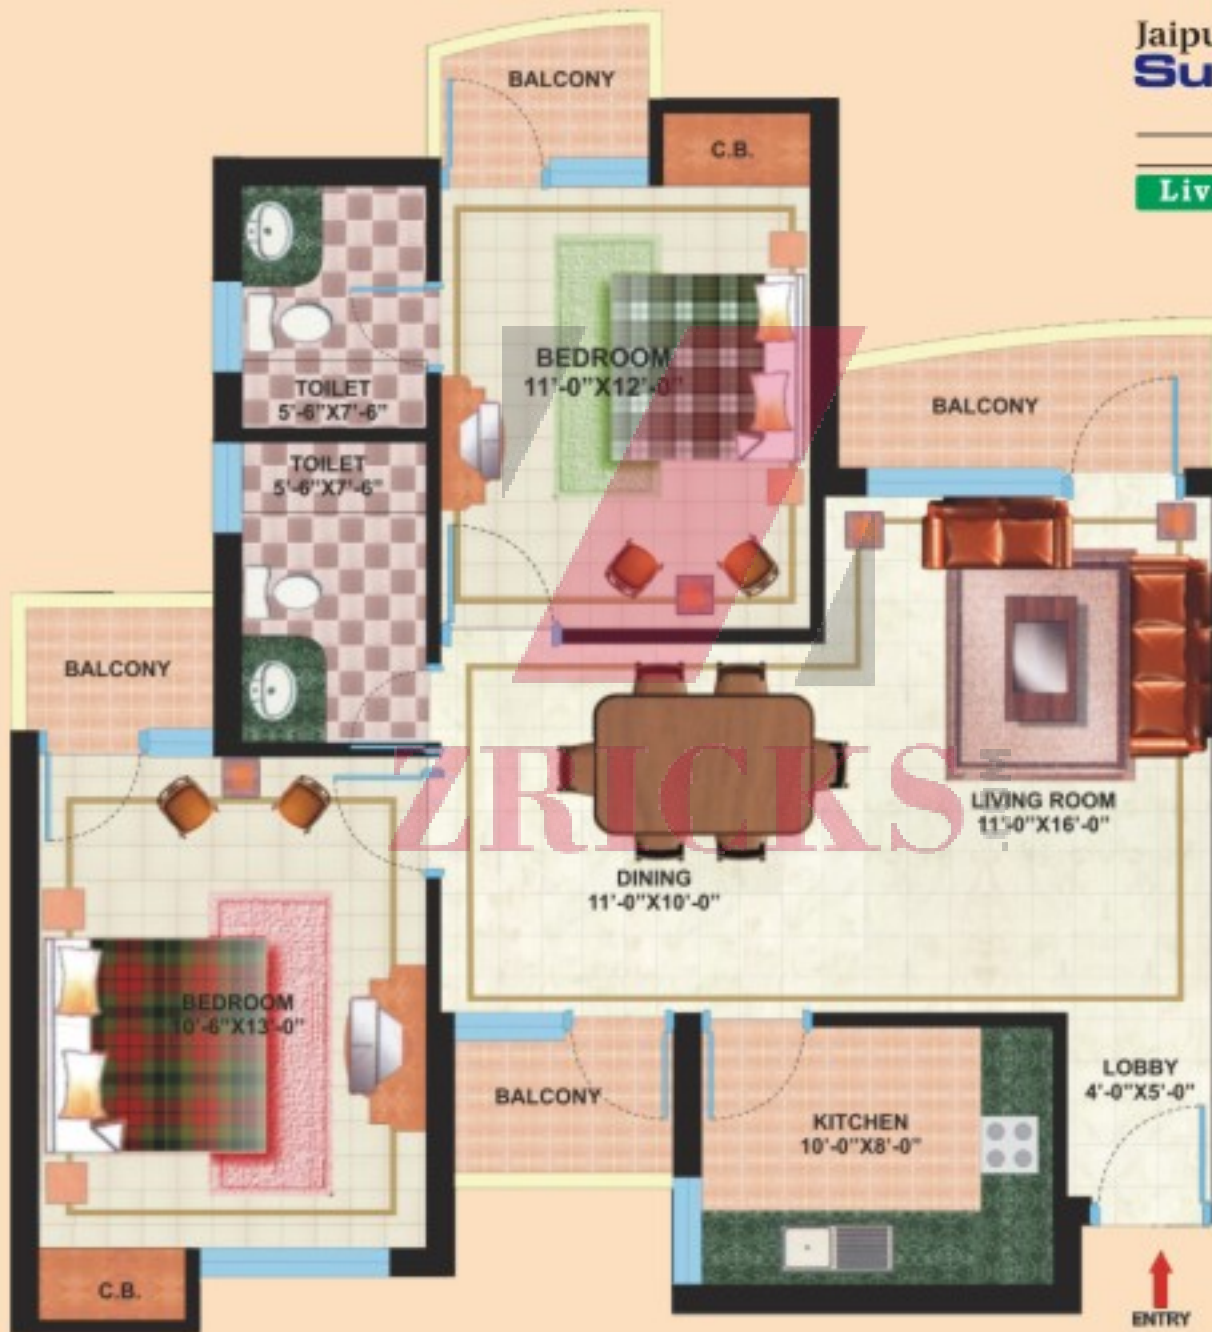 Jaipu
Su
Liv
BALCONY
C.B.
TOILET
5'-6"X7'-6"
BEDROOM
11'-0"X12'-0"
BALCONY
TOILET
5'-6"X7'-6"
BALCONY
ZRICKS
LIVING ROOM
11'-0"X16'-0"
DINING
11'-0"X10'-0"
BEDROOM
10'-6"X13'-0"
BALCONY
KITCHEN
10'-0"X8'-0"
LOBBY
4'-0"X5'-0"
C.B.
ENTRY